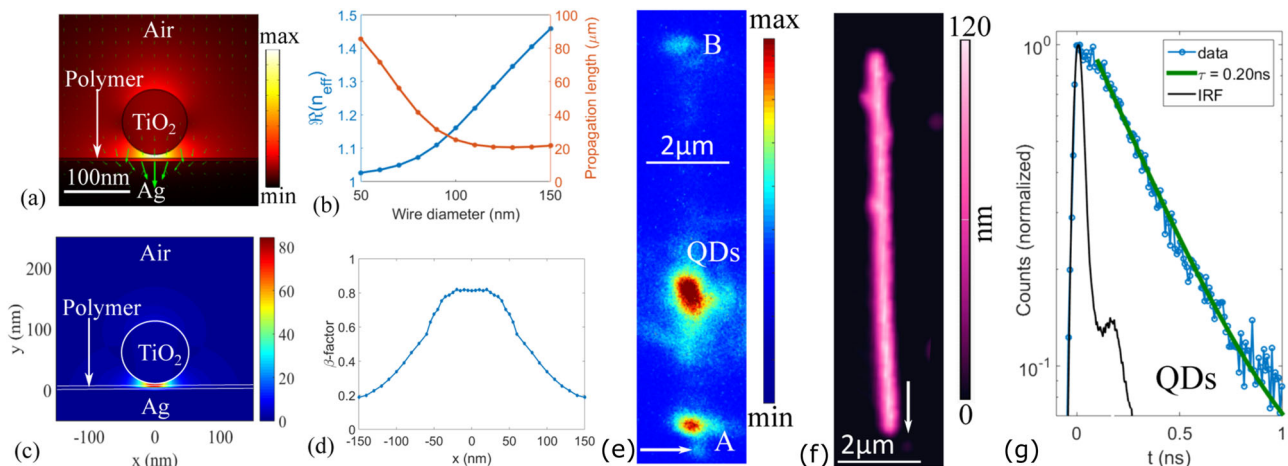 Air
Polymer
TiO2
100nm
Ag
max
min
(a)
ℜ(neff)
1.5
1.4
1.3
1.2
1.1
1
50
100
150
Wire diameter (nm)
100
80
60
40
20
0
Propagation length (μm)
(b)
Air
Polymer
TiO2
Ag
y (nm)
200
100
0
-100
0
100
x (nm)
80
60
40
20
0
(c)
β-factor
1
0.8
0.6
0.4
0.2
0
-150
-100
-50
0
50
100
150
x (nm)
(d)
B
2μm
QDs
A
max
min
(e)
120
nm
0
2μm
(f)
Counts (normalized)
10^0
10^-1
data
τ = 0.20ns
IRF
QDs
0
0.5
1
t (ns)
(g)